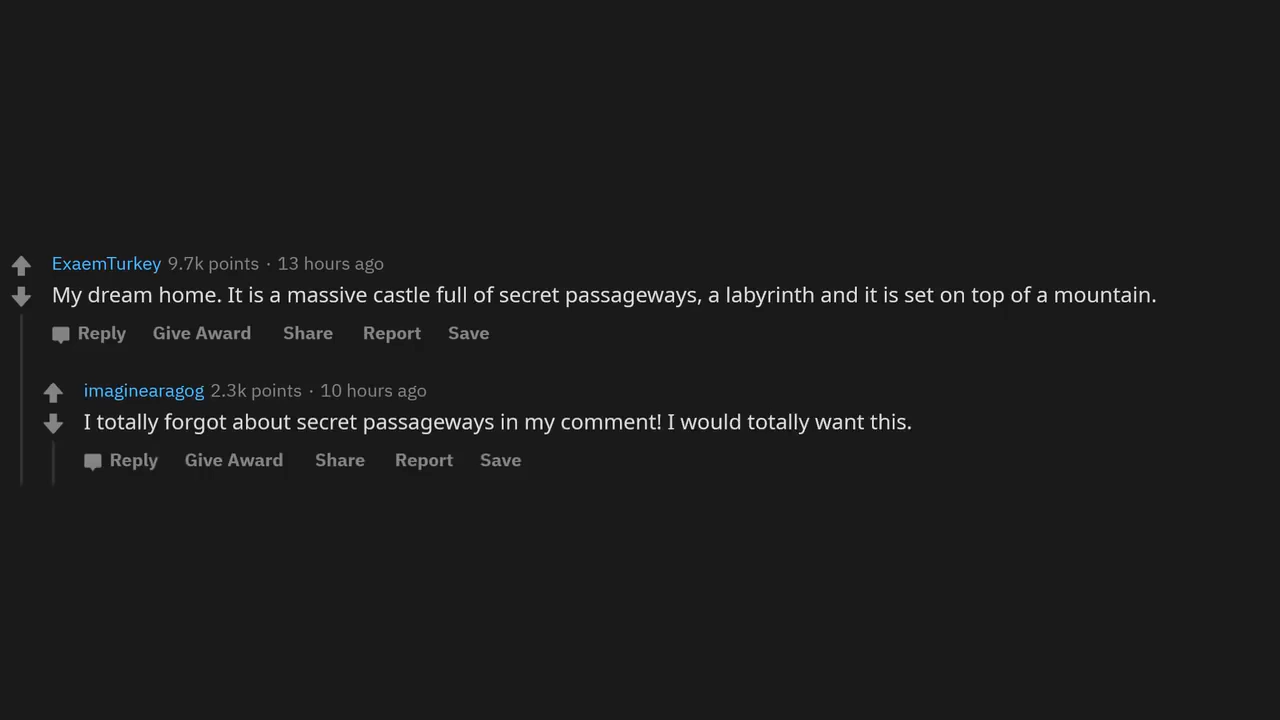 ExaemTurkey 9.7k points · 13 hours ago
My dream home. It is a massive castle full of secret passageways, a labyrinth and it is set on top of a mountain.
Reply Give Award Share Report Save
imaginearagog 2.3k points · 10 hours ago
I totally forgot about secret passageways in my comment! I would totally want this.
Reply Give Award Share Report Save